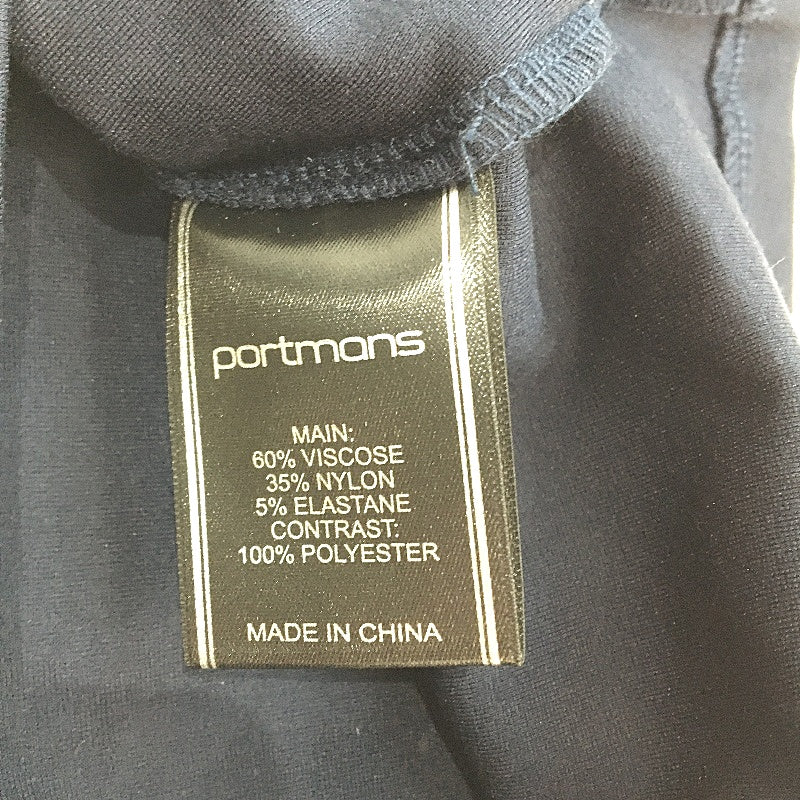 portmans
MAIN:
60% VISCOSE
35% NYLON
5% ELASTANE
CONTRAST:
100% POLYESTER
MADE IN CHINA